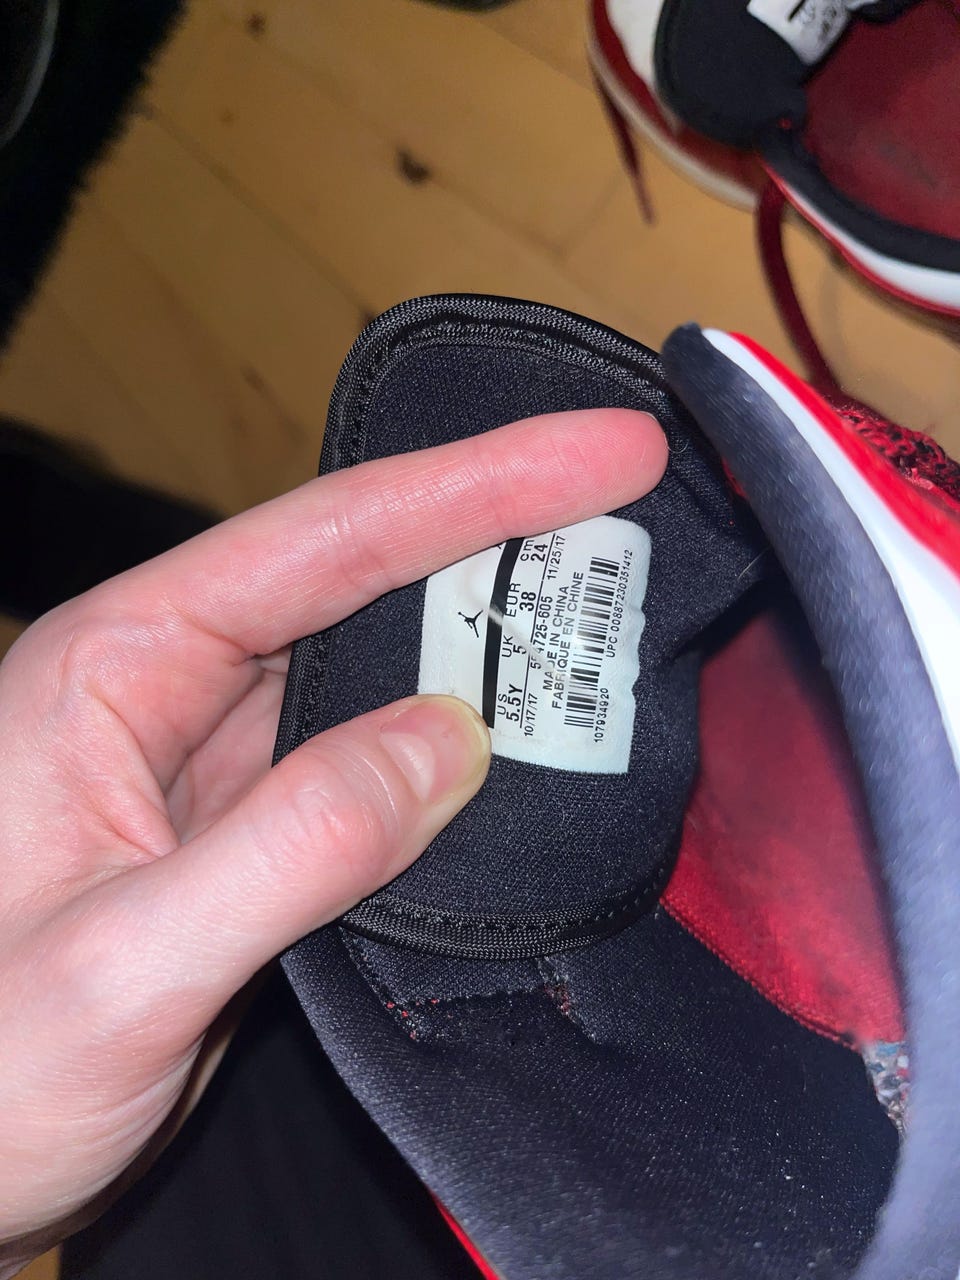 US UK EUR cm
5.5Y 5 38 24
10/17/17 554725-605 11/25/17
MADE IN CHINA
FABRIQUE EN CHINE
107934920 UPC 00887230351412